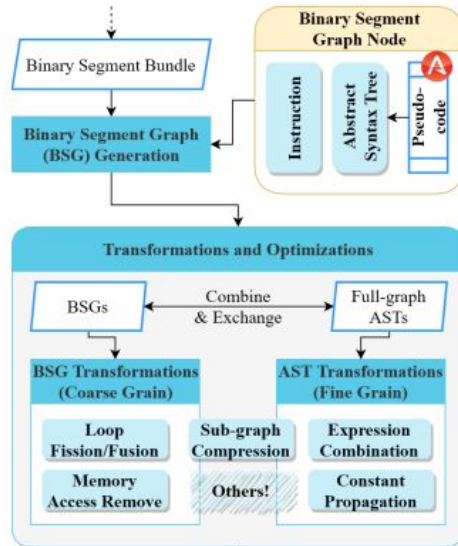 Binary Segment Bundle
Binary Segment Graph
(BSG) Generation
Binary Segment
Graph Node
Instruction
Abstract
Syntax Tree
Pseudo-
code
Transformations and Optimizations
BSGs
Combine
& Exchange
Full-graph
ASTs
BSG Transformations
(Coarse Grain)
AST Transformations
(Fine Grain)
Loop
Fission/Fusion
Sub-graph
Compression
Expression
Combination
Memory
Access Remove
Others!
Constant
Propagation